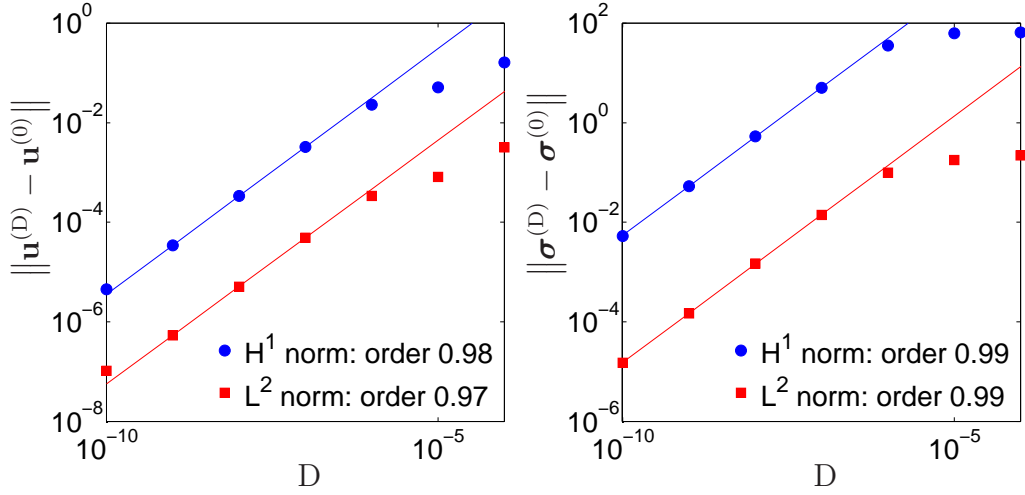 10^0
10^-2
10^-4
10^-6
10^-8
10^-10
10^-5
D
||u^(D) − u^(0)||
H^1 norm: order 0.98
L^2 norm: order 0.97
10^2
10^0
10^-2
10^-4
10^-6
10^-10
10^-5
D
||σ^(D) − σ^(0)||
H^1 norm: order 0.99
L^2 norm: order 0.99